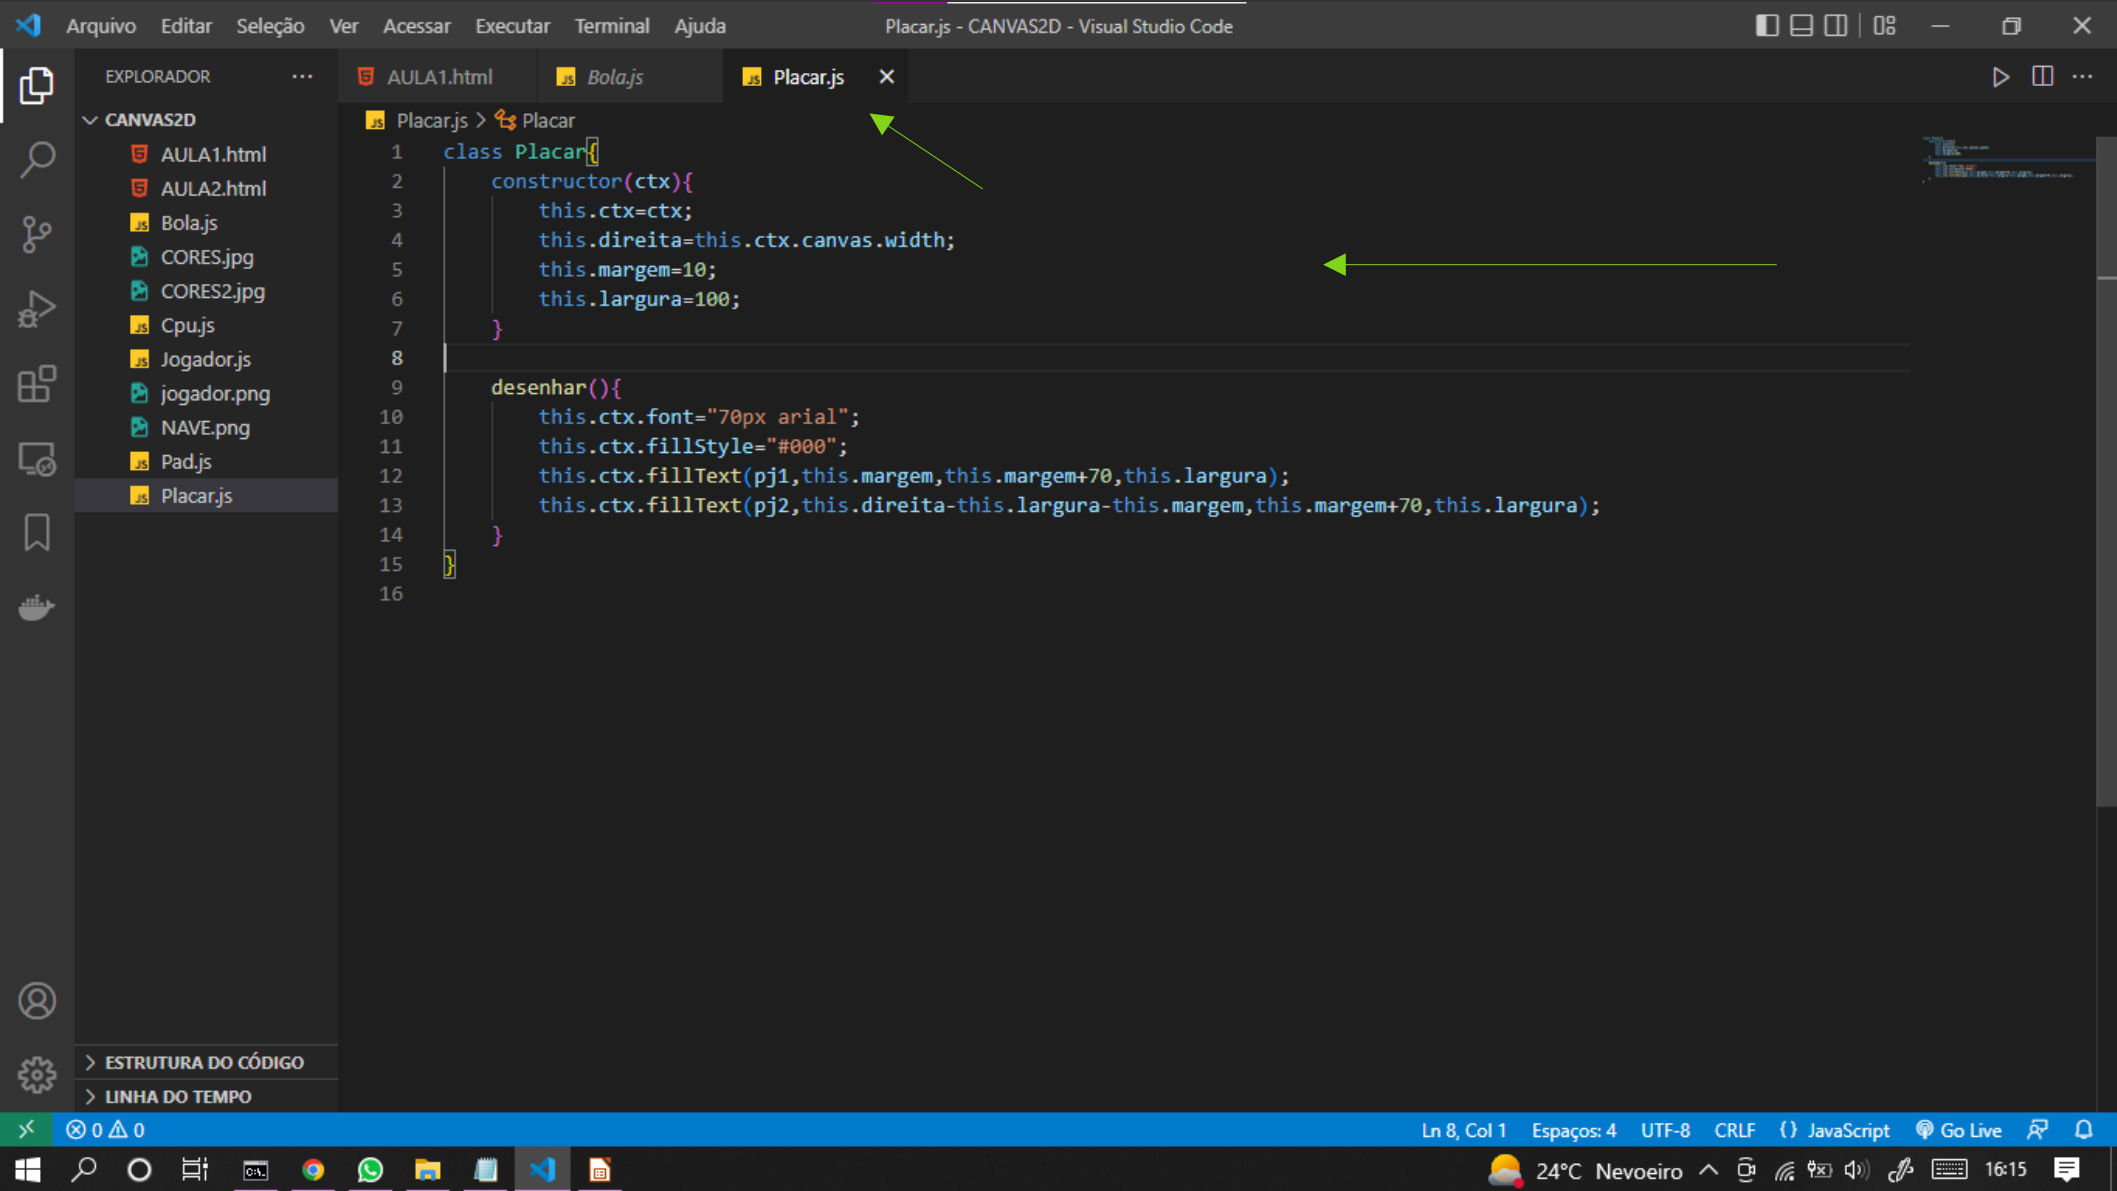 Arquivo Editar Seleção Ver Acessar Executar Terminal Ajuda Placar.js - CANVAS2D - Visual Studio Code
EXPLORADOR
AULA1.html Bola.js Placar.js
CANVAS2D
AULA1.html
AULA2.html
Bola.js
CORES.jpg
CORES2.jpg
Cpu.js
Jogador.js
jogador.png
NAVE.png
Pad.js
Placar.js
ESTRUTURA DO CÓDIGO
LINHA DO TEMPO
Placar.js > Placar
1 class Placar{
2 constructor(ctx){
3 this.ctx=ctx;
4 this.direita=this.ctx.canvas.width;
5 this.margem=10;
6 this.largura=100;
7 }
8
9 desenhar(){
10 this.ctx.font="70px arial";
11 this.ctx.fillStyle="#000";
12 this.ctx.fillText(pj1,this.margem,this.margem+70,this.largura);
13 this.ctx.fillText(pj2,this.direita-this.largura-this.margem,this.margem+70,this.largura);
14 }
15 }
16
0 0 Ln 8, Col 1 Espaços: 4 UTF-8 CRLF {} JavaScript Go Live
24°C Nevoeiro 16:15